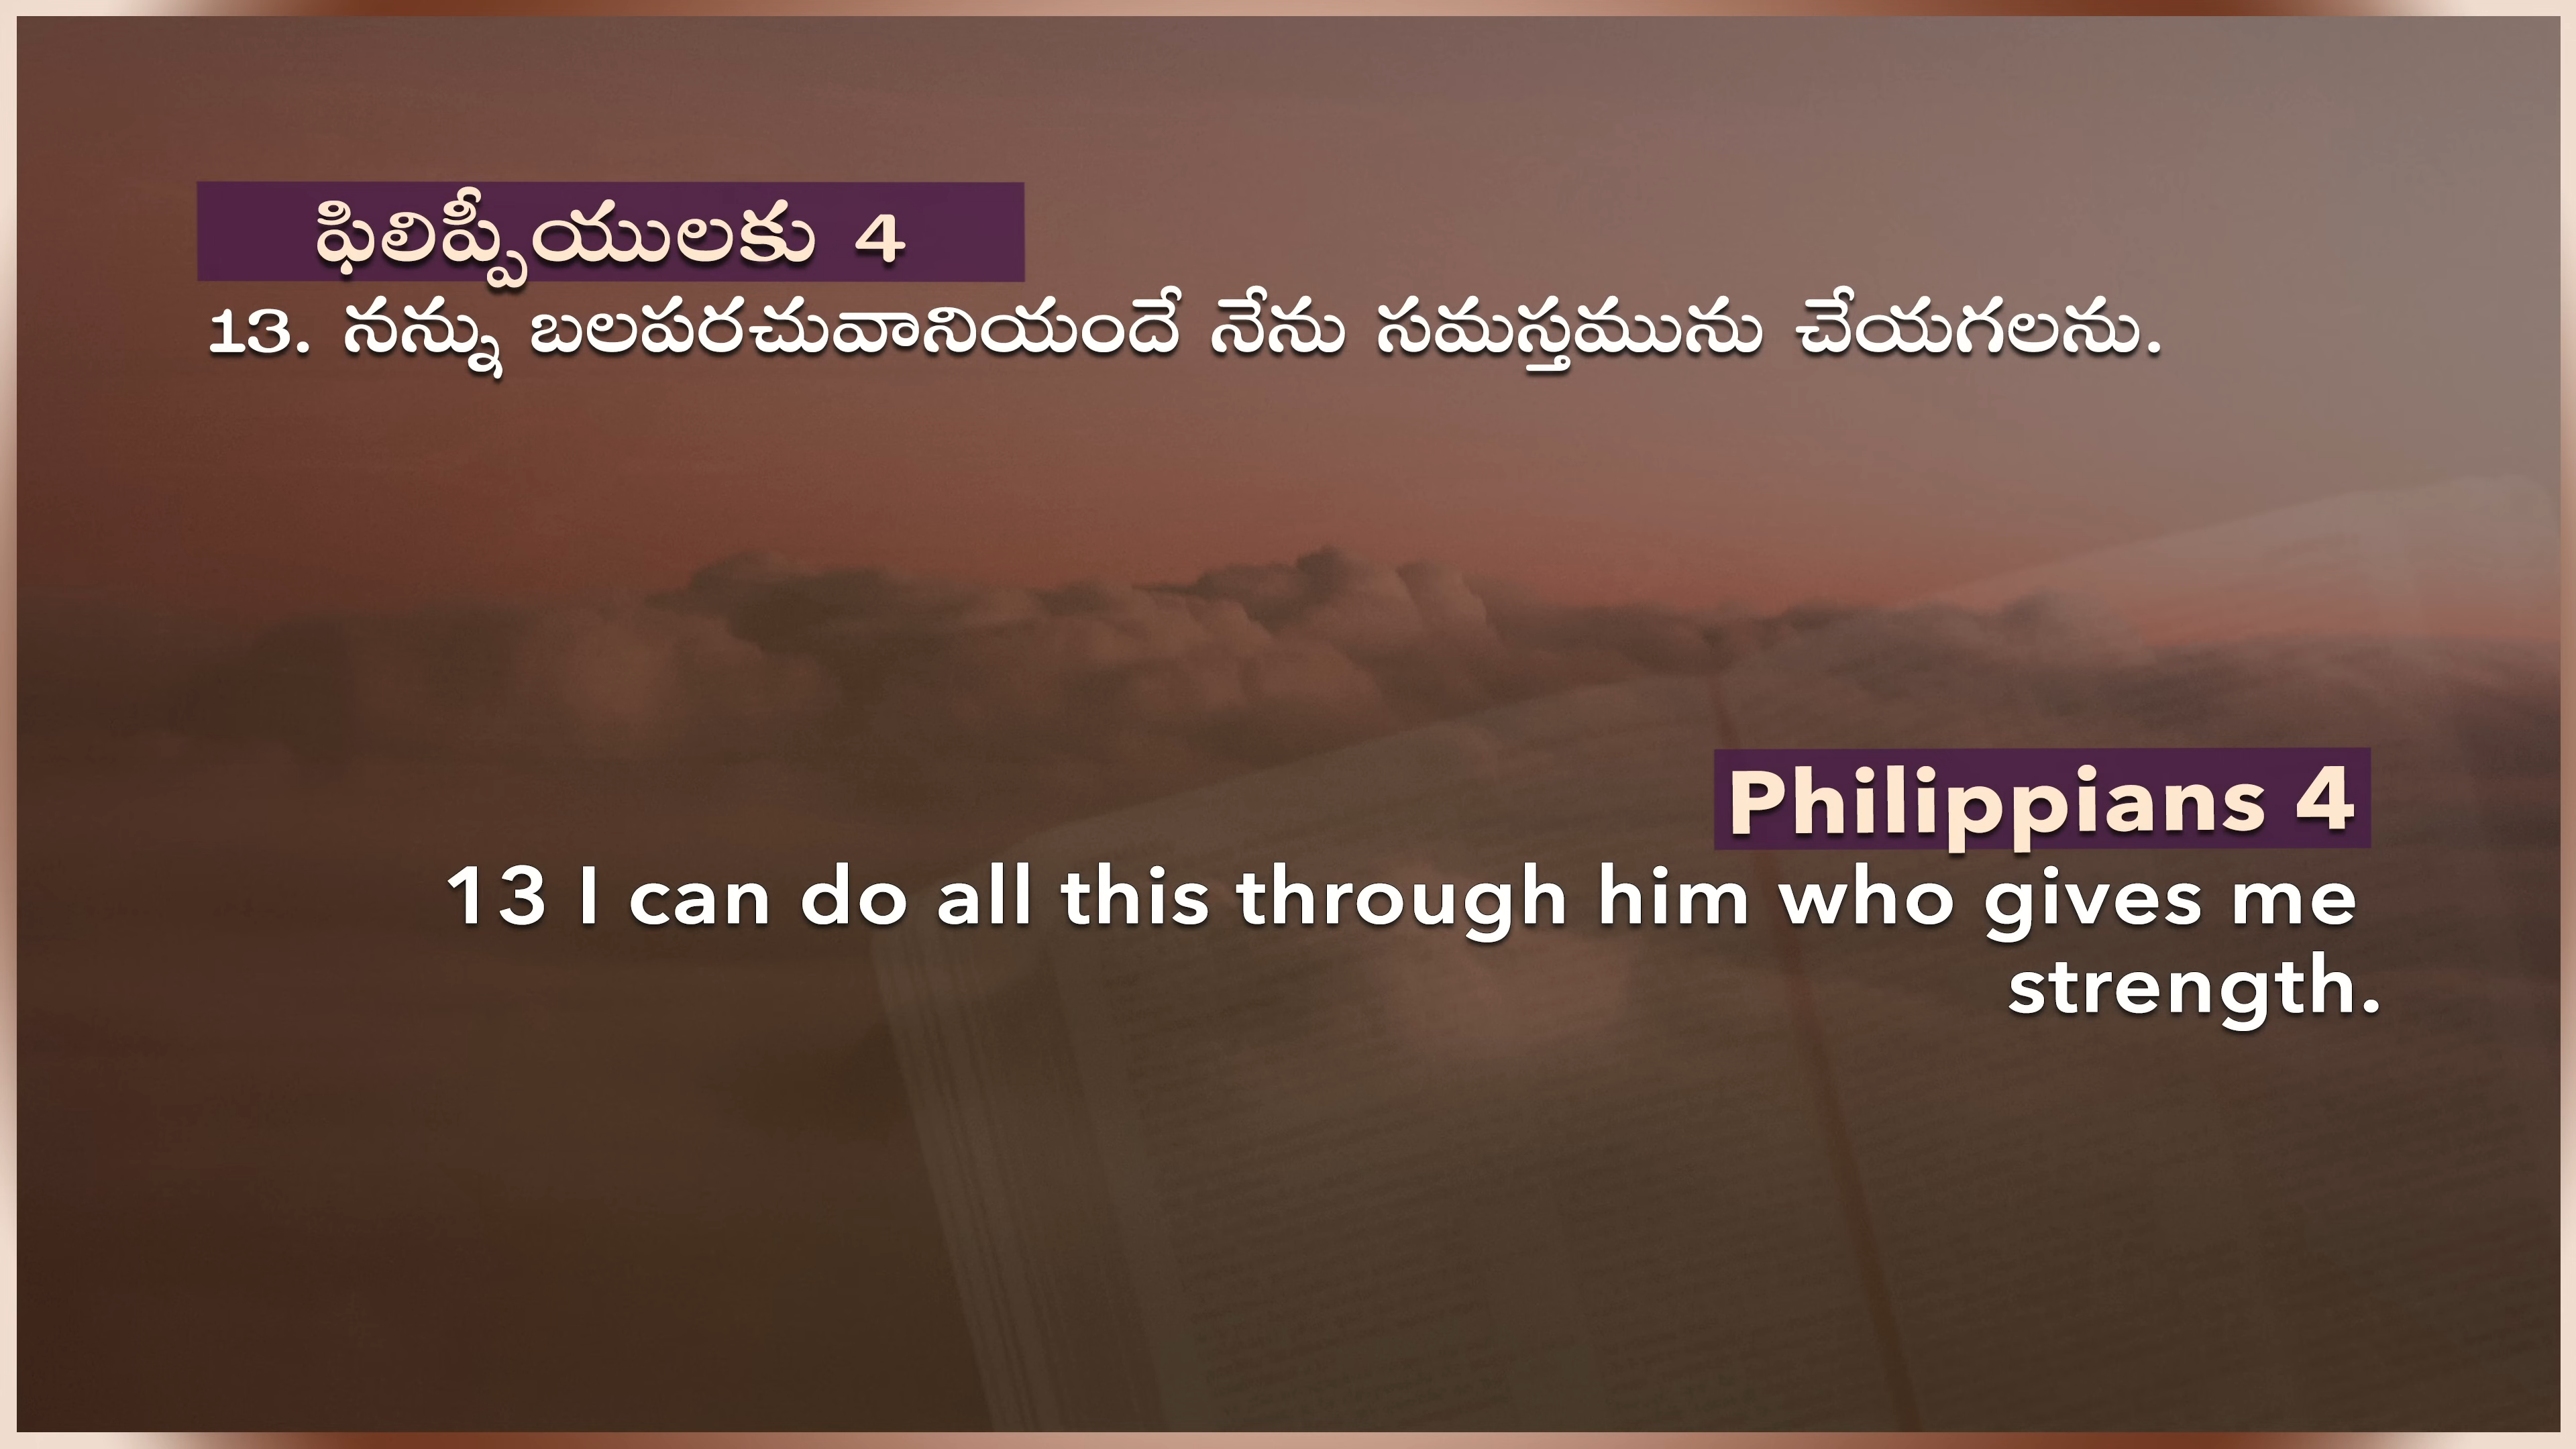 ఫిలిప్పీయులకు 4
13. నన్ను బలపరచువానియందే నేను సమస్తమును చేయగలను.
Philippians 4
13 I can do all this through him who gives me
strength.